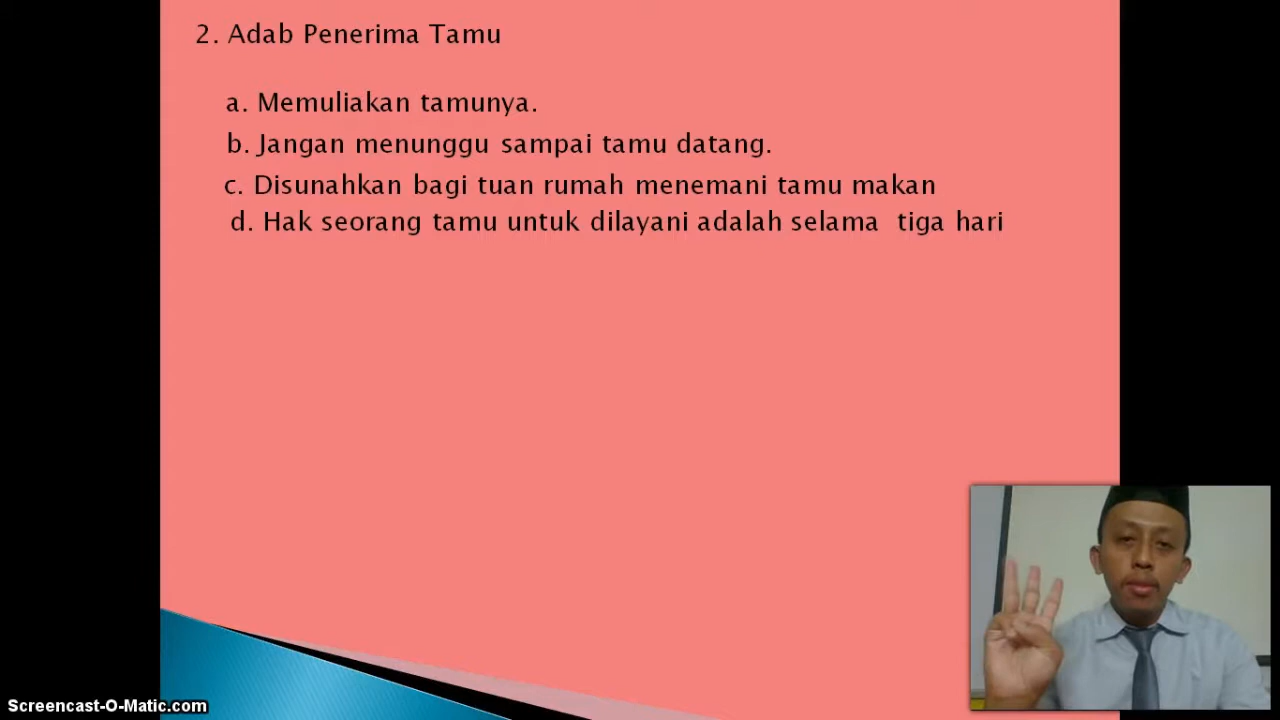 2. Adab Penerima Tamu
a. Memuliakan tamunya.
b. Jangan menunggu sampai tamu datang.
c. Disunahkan bagi tuan rumah menemani tamu makan
d. Hak seorang tamu untuk dilayani adalah selama tiga hari
Screencast-O-Matic.com